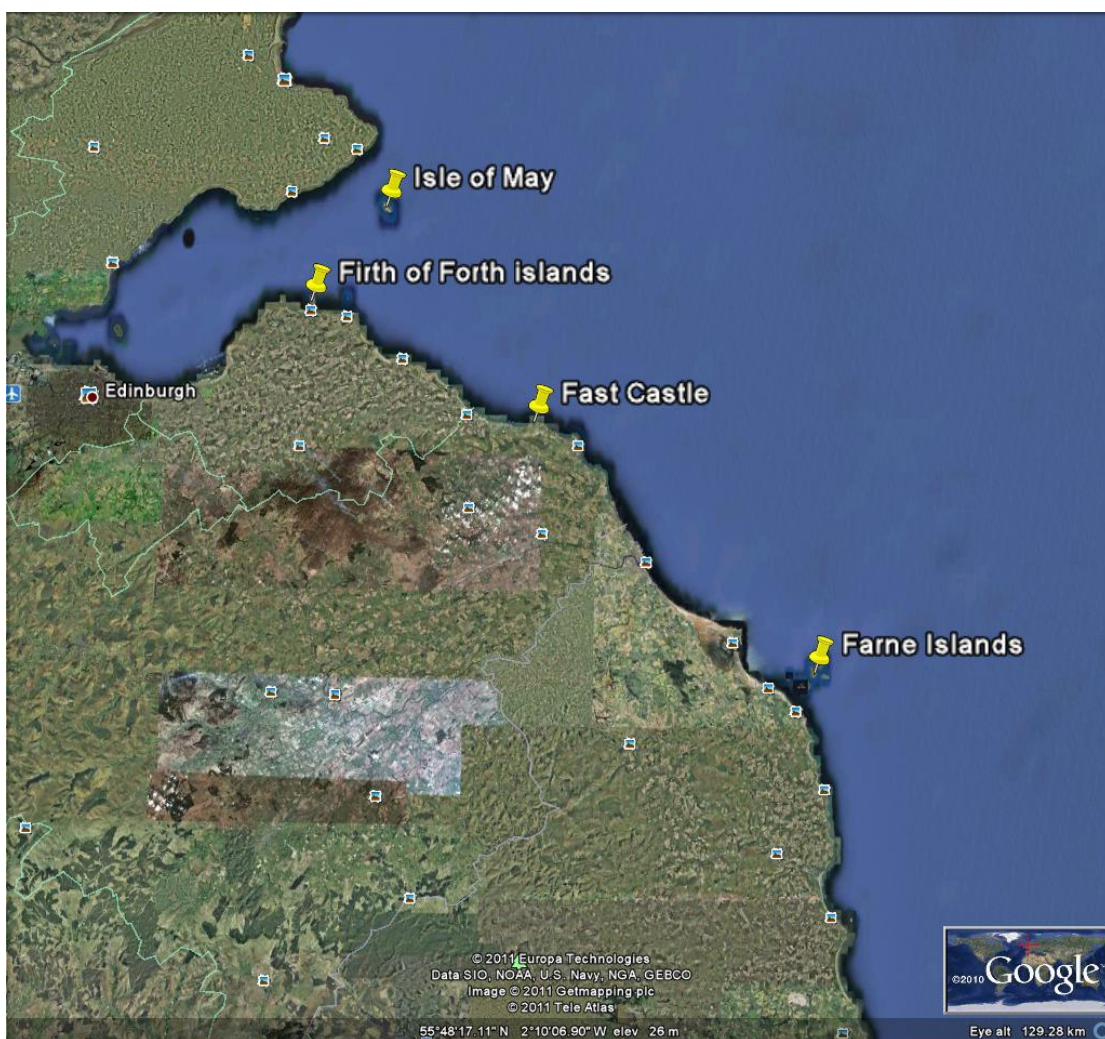 Isle of May
Firth of Forth islands
Edinburgh
Fast Castle
Farne Islands
© 2011 Europa Technologies
Data SIO, NOAA, U.S. Navy, NGA, GEBCO
Image © 2011 Getmapping plc
© 2011 Tele Atlas
©2010 Google™
55°48'17.11" N 2°10'06.90" W elev 26 m
Eye alt 129.28 km